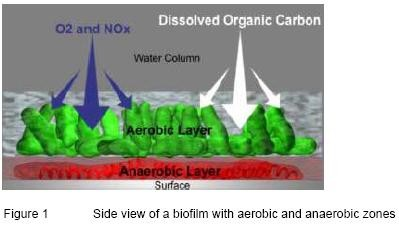 Dissolved Organic Carbon
O2 and NOx
Water Column
Aerobic Layer
Anaerobic Layer
Surface
Figure 1 Side view of a biofilm with aerobic and anaerobic zones